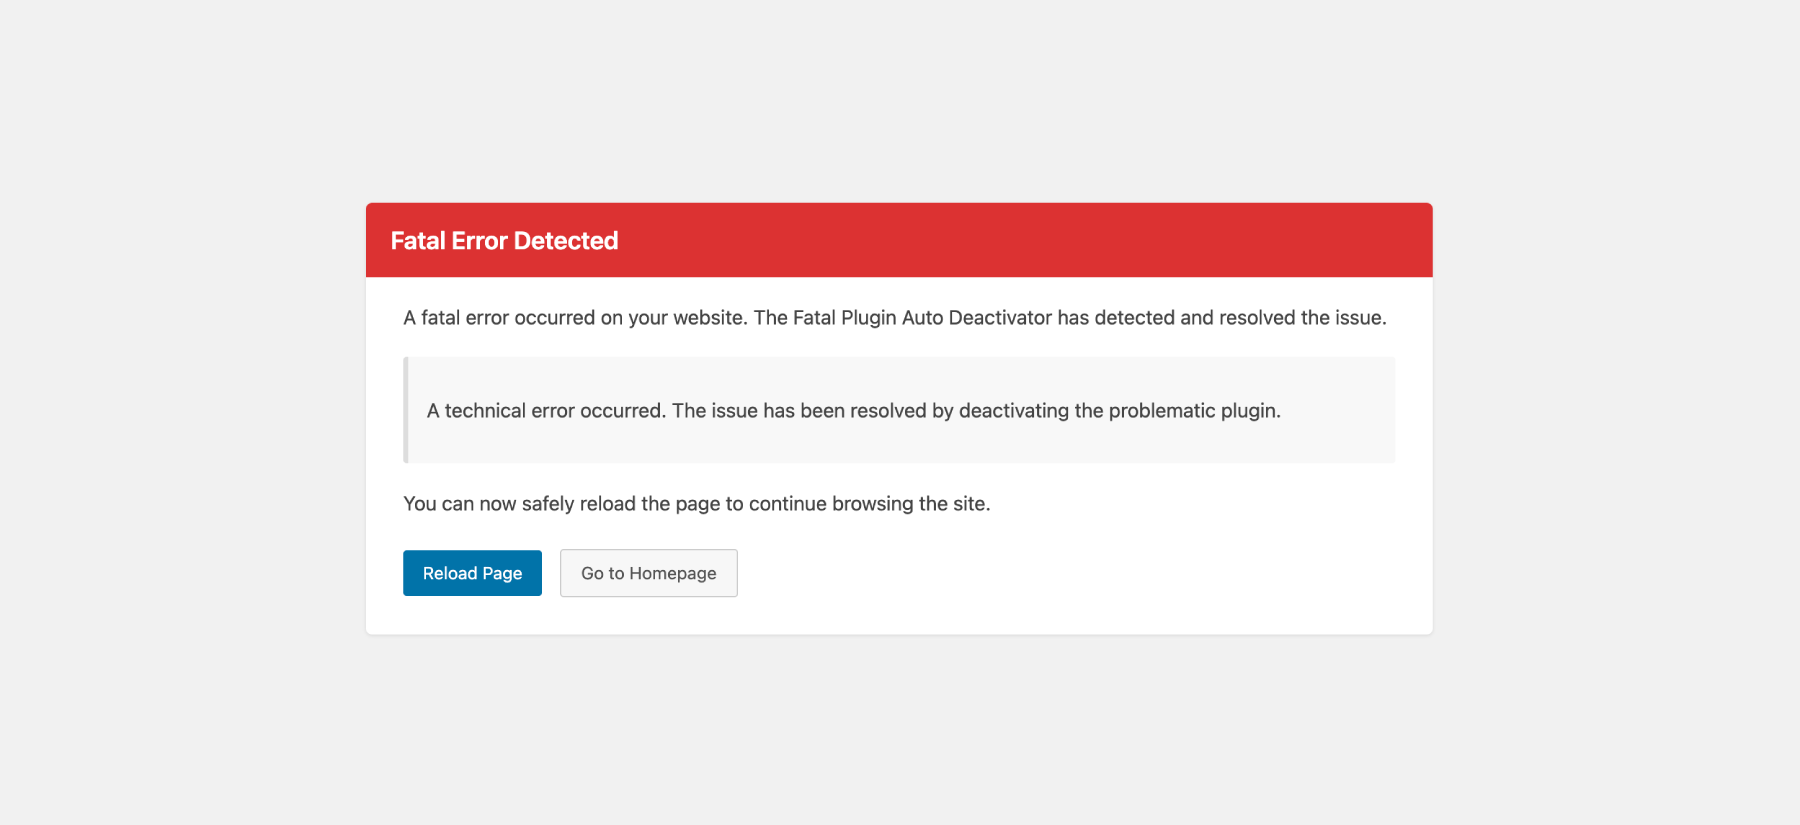 Fatal Error Detected
A fatal error occurred on your website. The Fatal Plugin Auto Deactivator has detected and resolved the issue.
A technical error occurred. The issue has been resolved by deactivating the problematic plugin.
You can now safely reload the page to continue browsing the site.
Reload Page
Go to Homepage